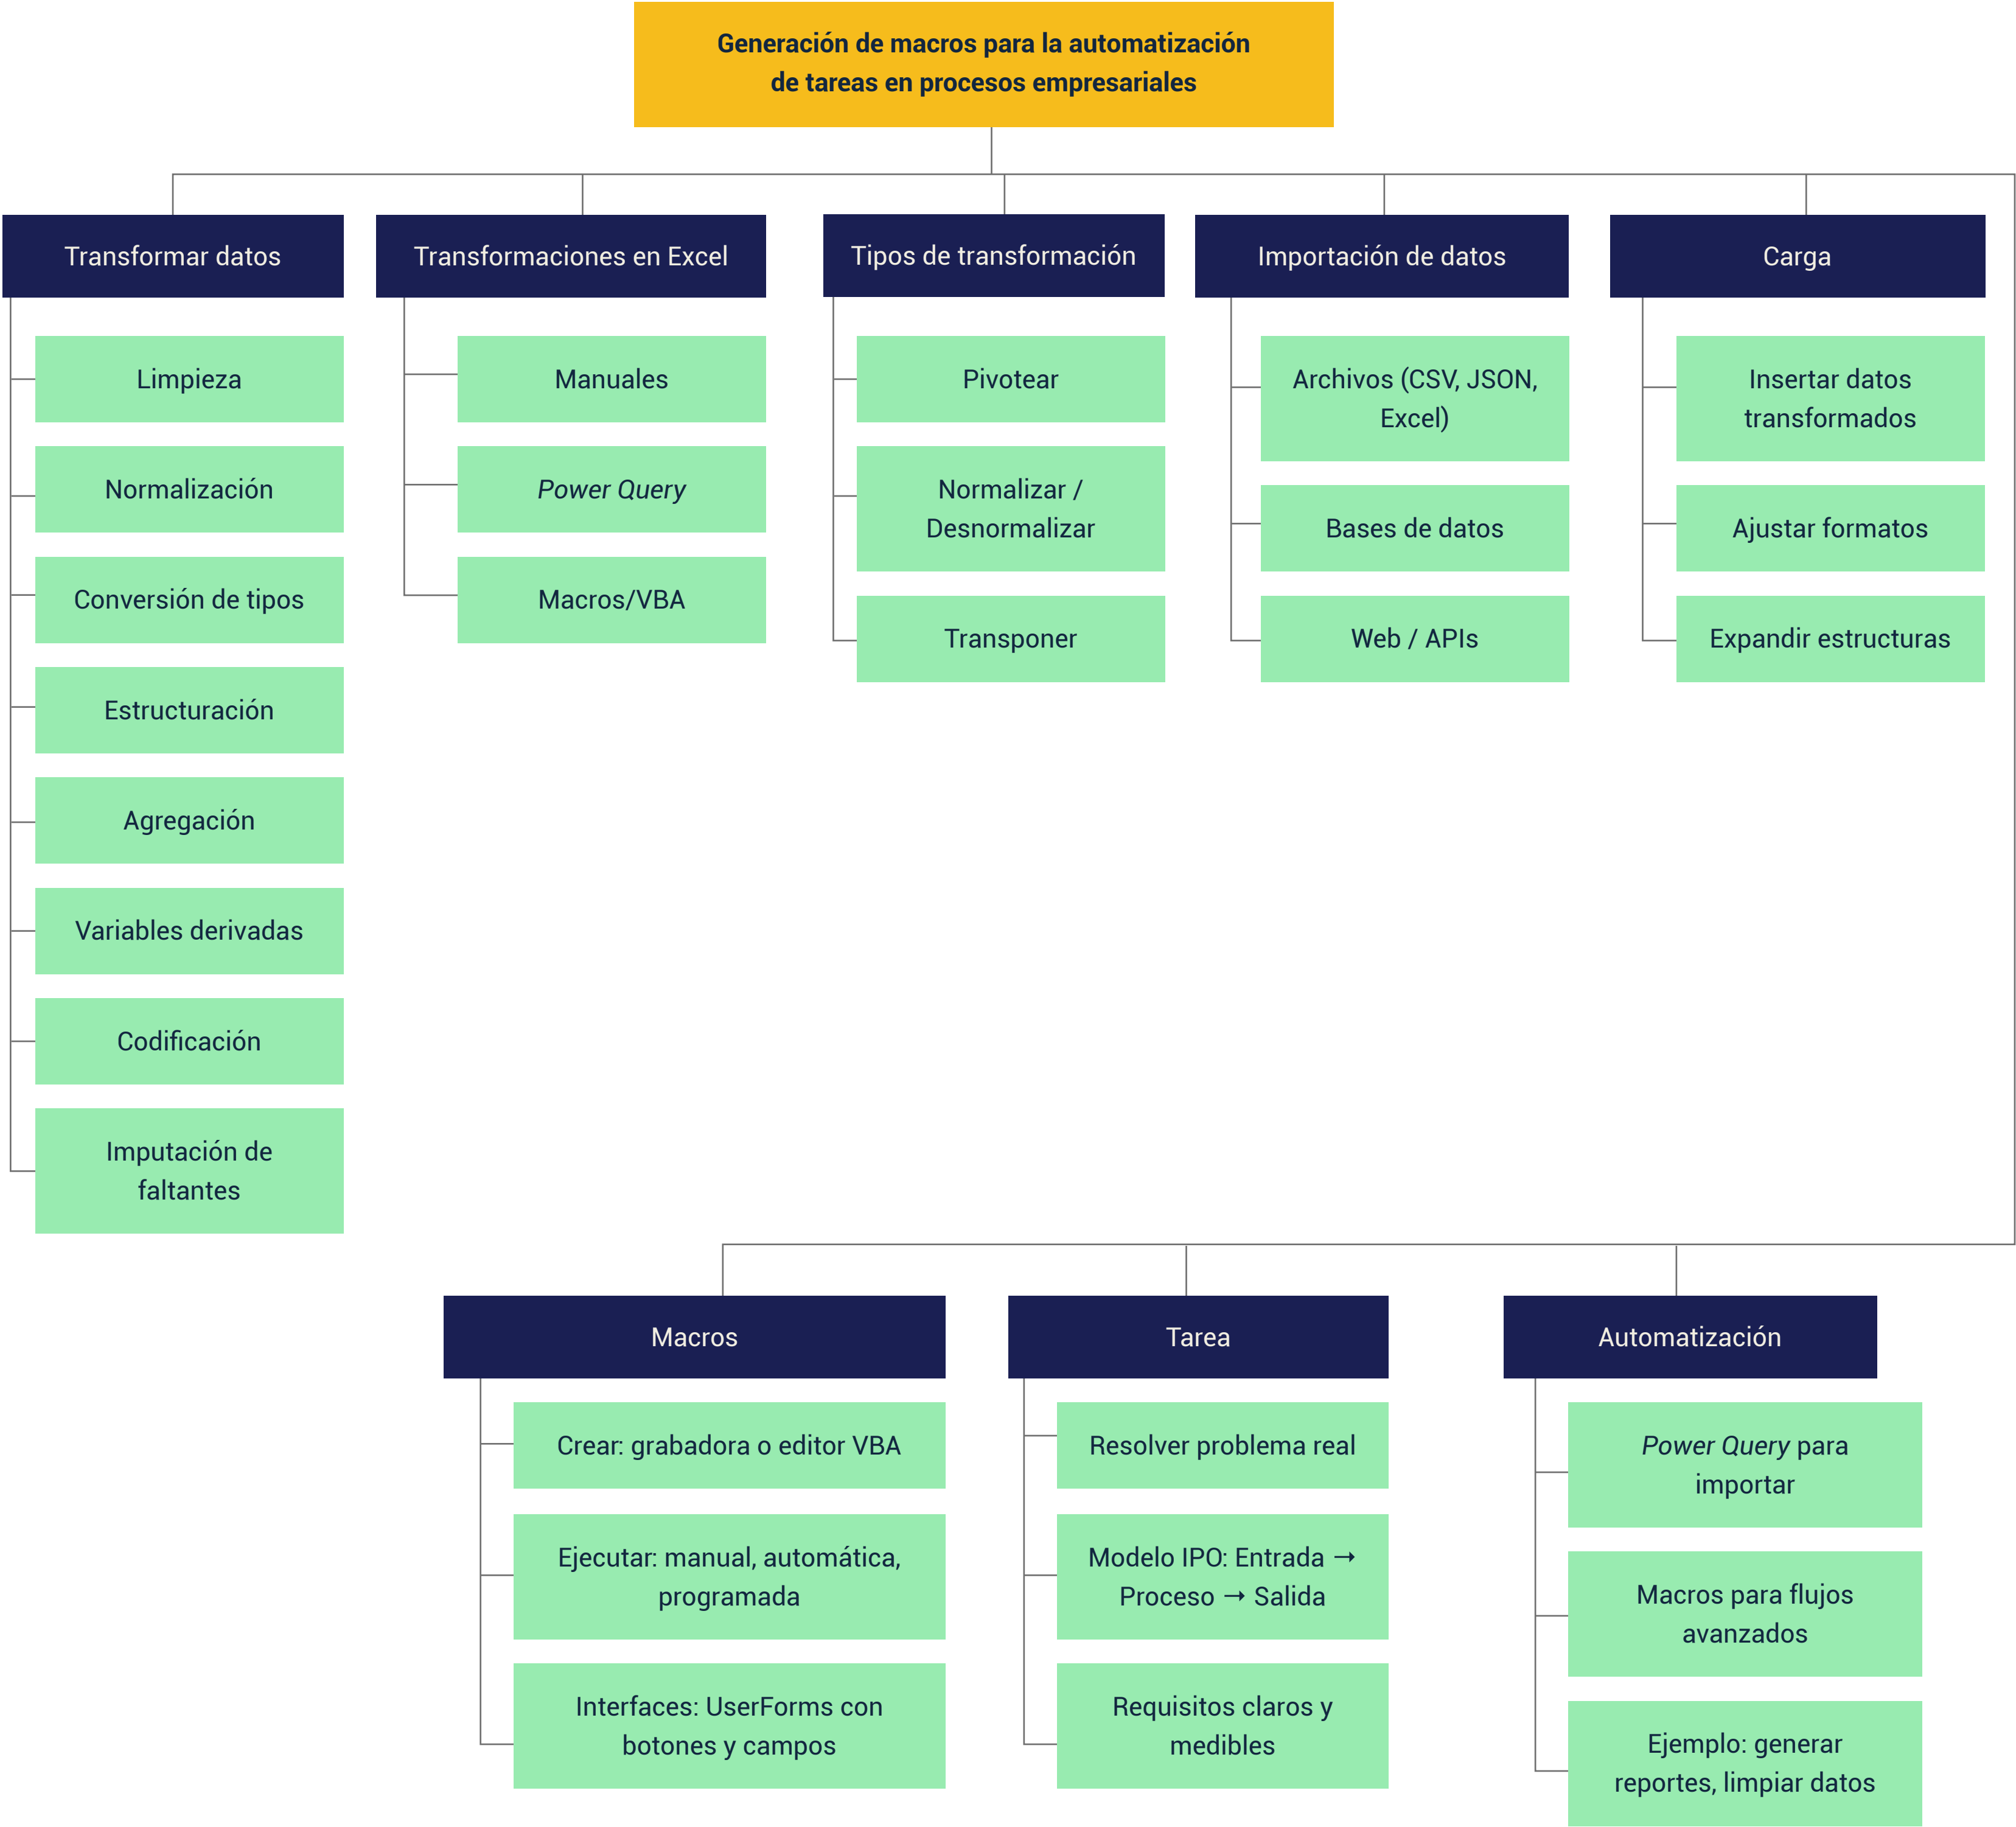 Generación de macros para la automatización
de tareas en procesos empresariales
Transformar datos
Limpieza
Normalización
Conversión de tipos
Estructuración
Agregación
Variables derivadas
Codificación
Imputación de
faltantes
Transformaciones en Excel
Manuales
Power Query
Macros/VBA
Tipos de transformación
Pivotear
Normalizar /
Desnormalizar
Transponer
Importación de datos
Archivos (CSV, JSON,
Excel)
Bases de datos
Web / APIs
Carga
Insertar datos
transformados
Ajustar formatos
Expandir estructuras
Macros
Crear: grabadora o editor VBA
Ejecutar: manual, automática,
programada
Interfaces: UserForms con
botones y campos
Tarea
Resolver problema real
Modelo IPO: Entrada →
Proceso → Salida
Requisitos claros y
medibles
Automatización
Power Query para
importar
Macros para flujos
avanzados
Ejemplo: generar
reportes, limpiar datos